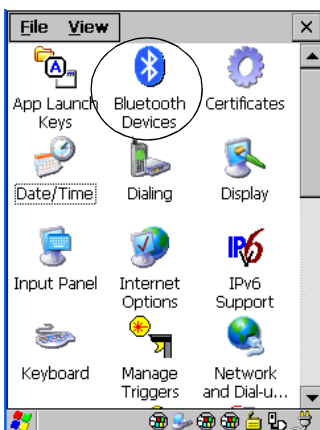 File View
App Launch Keys
Bluetooth Devices
Certificates
Date/Time
Dialing
Display
Input Panel
Internet Options
IPv6
IPv6 Support
Keyboard
Manage Triggers
Network and Dial-u...